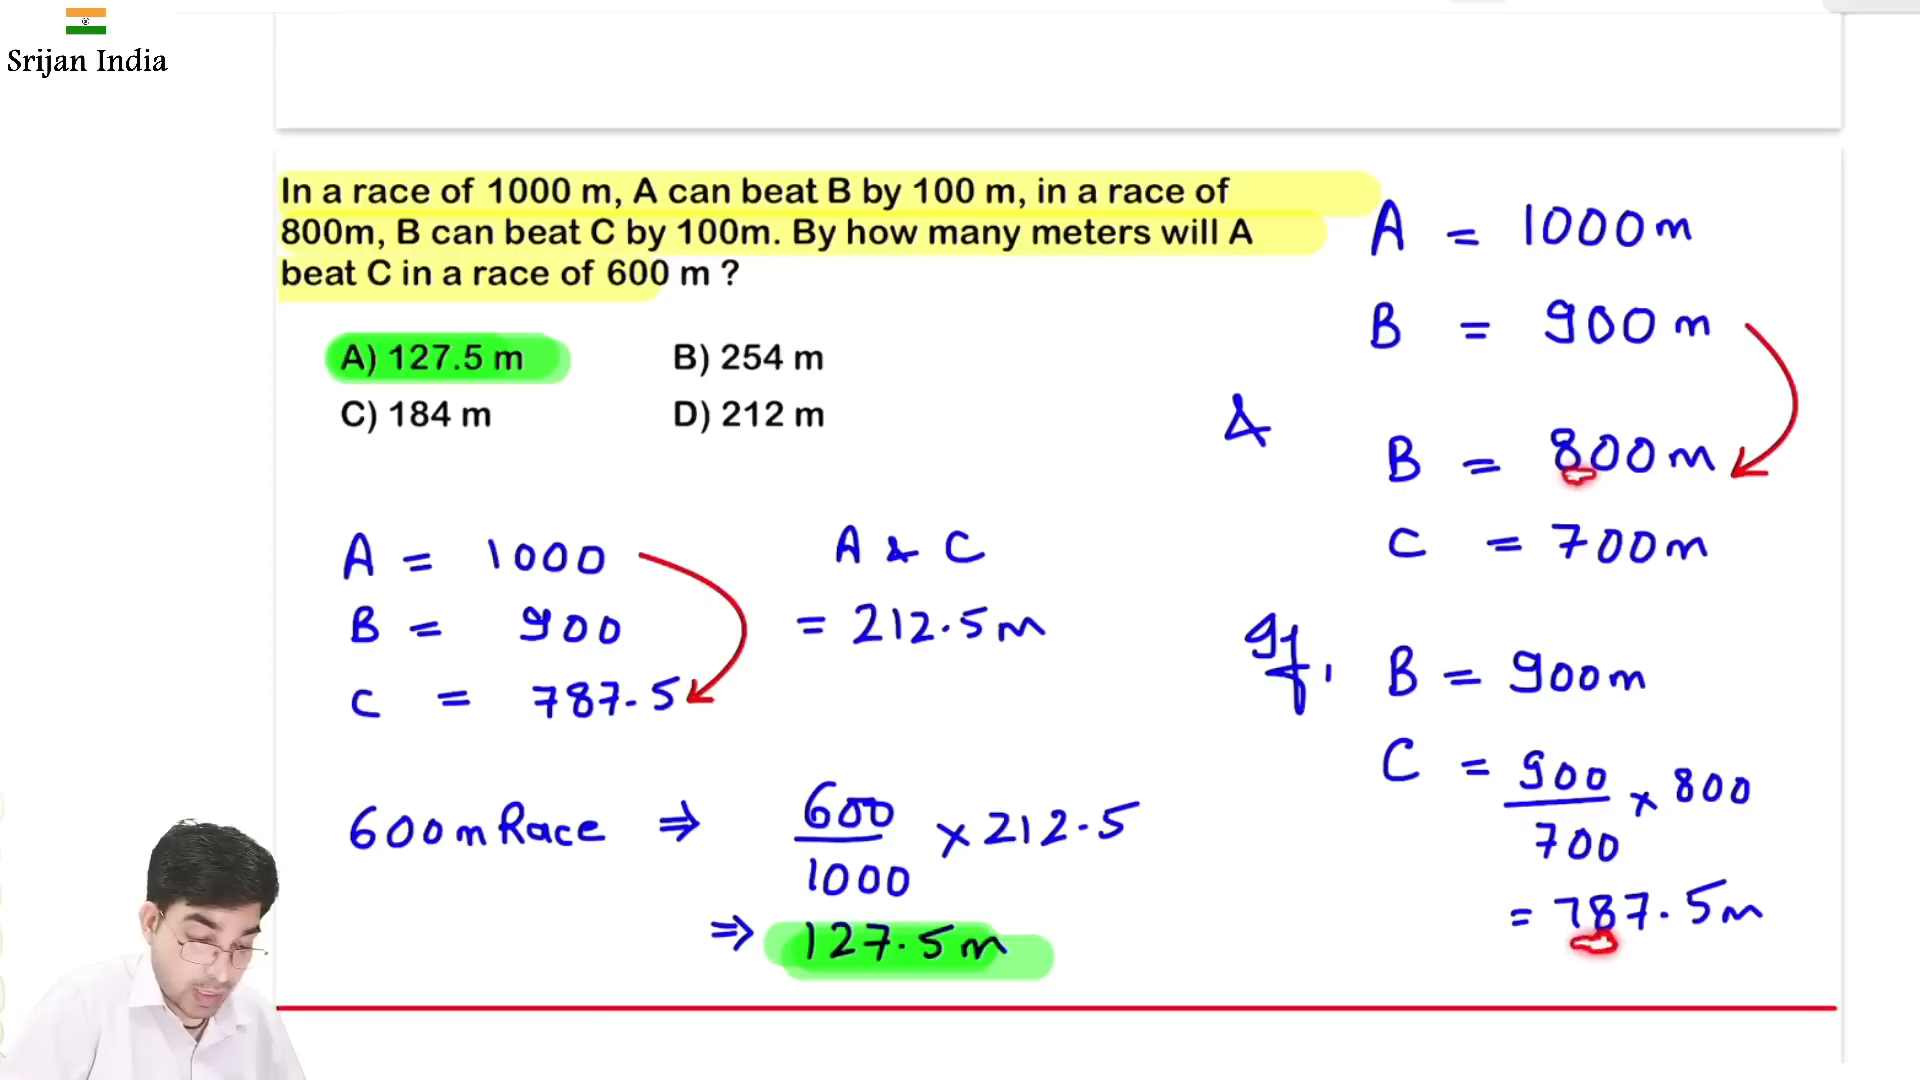 Srijan India
In a race of 1000 m, A can beat B by 100 m, in a race of
800m, B can beat C by 100m. By how many meters will A
beat C in a race of 600 m ?
A) 127.5 m
B) 254 m
C) 184 m
D) 212 m
A = 1000m
B = 900m
&
B = 800m
C = 700m
If, B = 900m
C = 900/700 × 800
= 787.5m
A = 1000
B = 900
C = 787.5
A & C
= 212.5m
600m Race ⇒ 600/1000 × 212.5
⇒ 127.5m